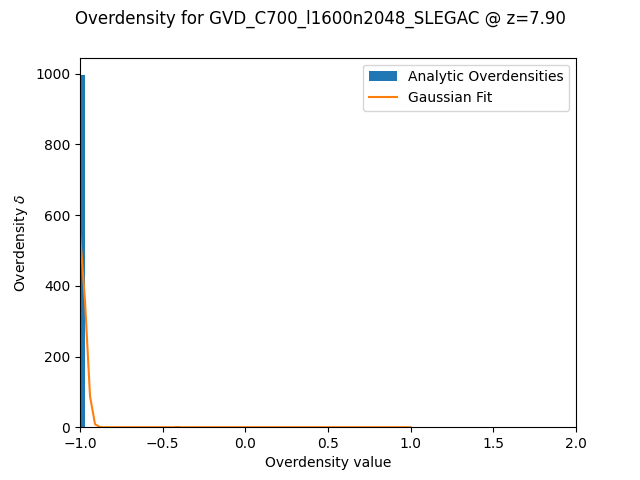 Overdensity for GVD_C700_l1600n2048_SLEGAC @ z=7.90
Analytic Overdensities
Gaussian Fit
Overdensity δ
1000
800
600
400
200
0
−1.0 −0.5 0.0 0.5 1.0 1.5 2.0
Overdensity value